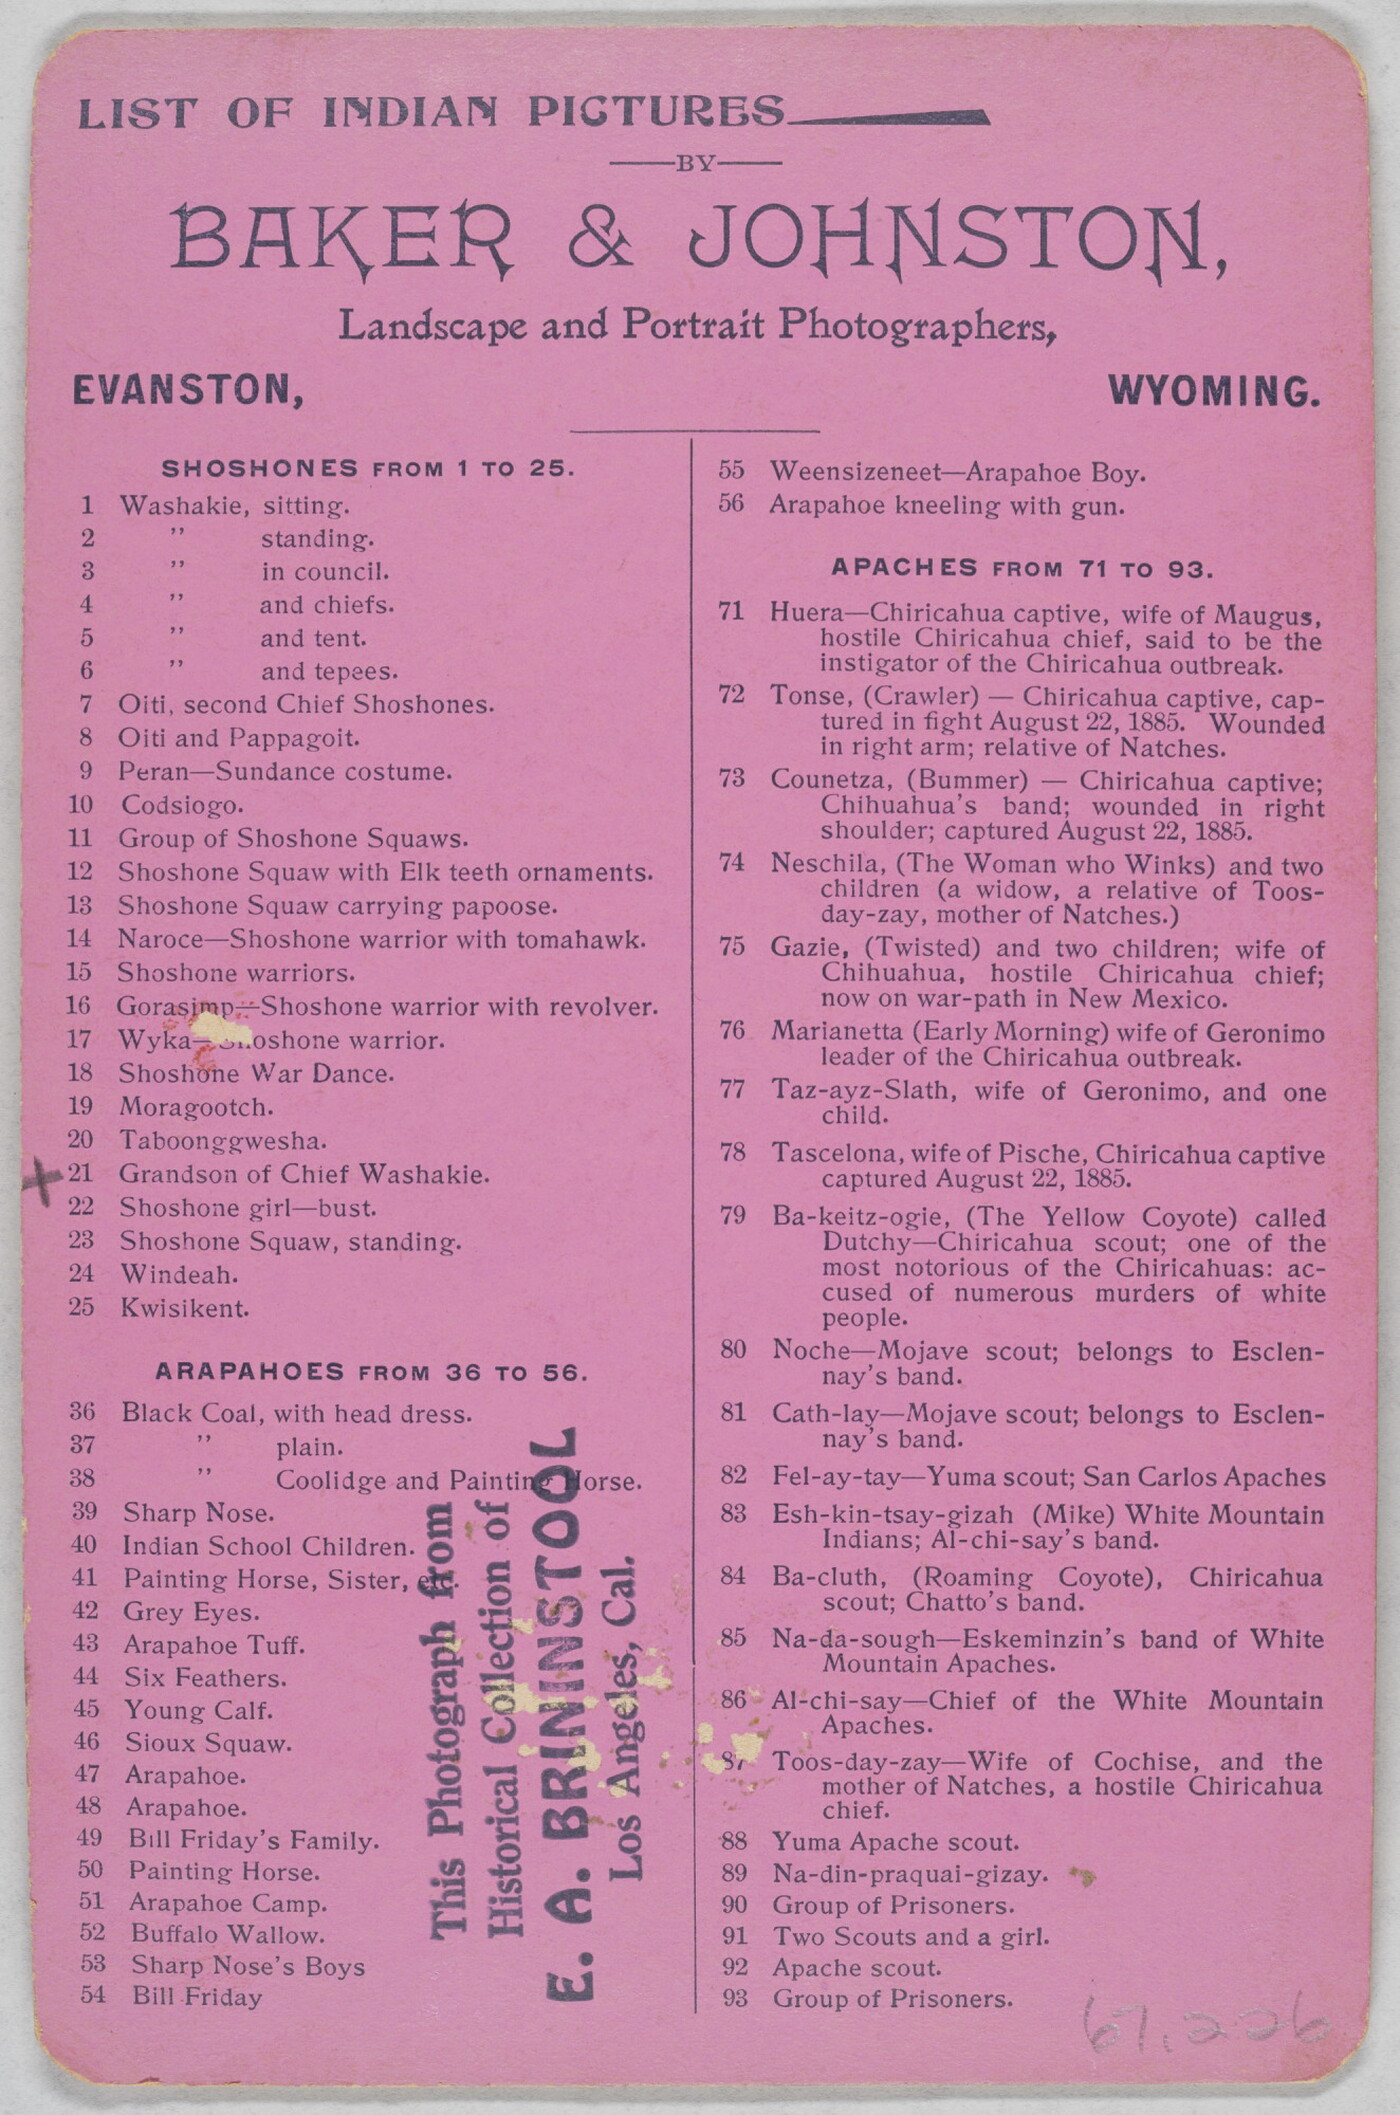 LIST OF INDIAN PICTURES
BY
BAKER & JOHNSTON,
Landscape and Portrait Photographers,
EVANSTON, WYOMING.
SHOSHONES FROM 1 TO 25.
1 Washakie, sitting.
2 ,, standing.
3 ,, in council.
4 ,, and chiefs.
5 ,, and tent.
6 ,, and tepees.
7 Oiti, second Chief Shoshones.
8 Oiti and Pappagoit.
9 Peran—Sundance costume.
10 Codsiogo.
11 Group of Shoshone Squaws.
12 Shoshone Squaw with Elk teeth ornaments.
13 Shoshone Squaw carrying papoose.
14 Naroce—Shoshone warrior with tomahawk.
15 Shoshone warriors.
16 Gorasimp—Shoshone warrior with revolver.
17 Wyka—Shoshone warrior.
18 Shoshone War Dance.
19 Moragootch.
20 Taboonggwesha.
+ 21 Grandson of Chief Washakie.
22 Shoshone girl—bust.
23 Shoshone Squaw, standing.
24 Windeah.
25 Kwisikent.
ARAPAHOES FROM 36 TO 56.
36 Black Coal, with head dress.
37 ,, plain.
38 ,, Coolidge and Painting Horse.
39 Sharp Nose.
40 Indian School Children.
41 Painting Horse, Sister, etc.
42 Grey Eyes.
43 Arapahoe Tuff.
44 Six Feathers.
45 Young Calf.
46 Sioux Squaw.
47 Arapahoe.
48 Arapahoe.
49 Bill Friday's Family.
50 Painting Horse.
51 Arapahoe Camp.
52 Buffalo Wallow.
53 Sharp Nose's Boys
54 Bill Friday
55 Weensizeneet—Arapahoe Boy.
56 Arapahoe kneeling with gun.
APACHES FROM 71 TO 93.
71 Huera—Chiricahua captive, wife of Maugus,
hostile Chiricahua chief, said to be the
instigator of the Chiricahua outbreak.
72 Tonse, (Crawler) — Chiricahua captive, cap-
tured in fight August 22, 1885. Wounded
in right arm; relative of Natches.
73 Counetza, (Bummer) — Chiricahua captive;
Chihuahua's band; wounded in right
shoulder; captured August 22, 1885.
74 Neschila, (The Woman who Winks) and two
children (a widow, a relative of Toos-
day-zay, mother of Natches.)
75 Gazie, (Twisted) and two children; wife of
Chihuahua, hostile Chiricahua chief;
now on war-path in New Mexico.
76 Marianetta (Early Morning) wife of Geronimo
leader of the Chiricahua outbreak.
77 Taz-ayz-Slath, wife of Geronimo, and one
child.
78 Tascelona, wife of Pische, Chiricahua captive
captured August 22, 1885.
79 Ba-keitz-ogie, (The Yellow Coyote) called
Dutchy—Chiricahua scout; one of the
most notorious of the Chiricahuas: ac-
cused of numerous murders of white
people.
80 Noche—Mojave scout; belongs to Esclen-
nay's band.
81 Cath-lay—Mojave scout; belongs to Esclen-
nay's band.
82 Fel-ay-tay—Yuma scout; San Carlos Apaches
83 Esh-kin-tsay-gizah (Mike) White Mountain
Indians; Al-chi-say's band.
84 Ba-cluth, (Roaming Coyote), Chiricahua
scout; Chatto's band.
85 Na-da-sough—Eskeminzin's band of White
Mountain Apaches.
86 Al-chi-say—Chief of the White Mountain
Apaches.
87 Toos-day-zay—Wife of Cochise, and the
mother of Natches, a hostile Chiricahua
chief.
88 Yuma Apache scout.
89 Na-din-praquai-gizay.
90 Group of Prisoners.
91 Two Scouts and a girl.
92 Apache scout.
93 Group of Prisoners.
This Photograph from
Historical Collection of
E. A. BRININSTOOL
Los Angeles, Cal.
67.226